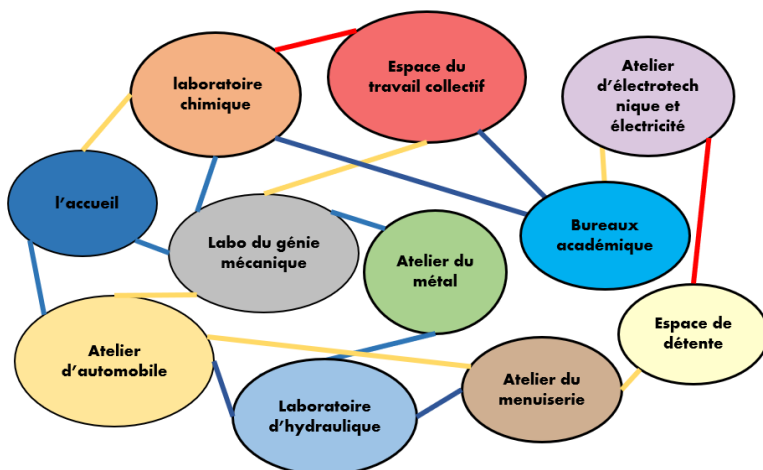 laboratoire
chimique
Espace du
travail collectif
Atelier
d'électrotech
nique et
électricité
l'accueil
Labo du génie
mécanique
Atelier du
métal
Bureaux
académique
Atelier
d'automobile
Laboratoire
d'hydraulique
Atelier du
menuiserie
Espace de
détente